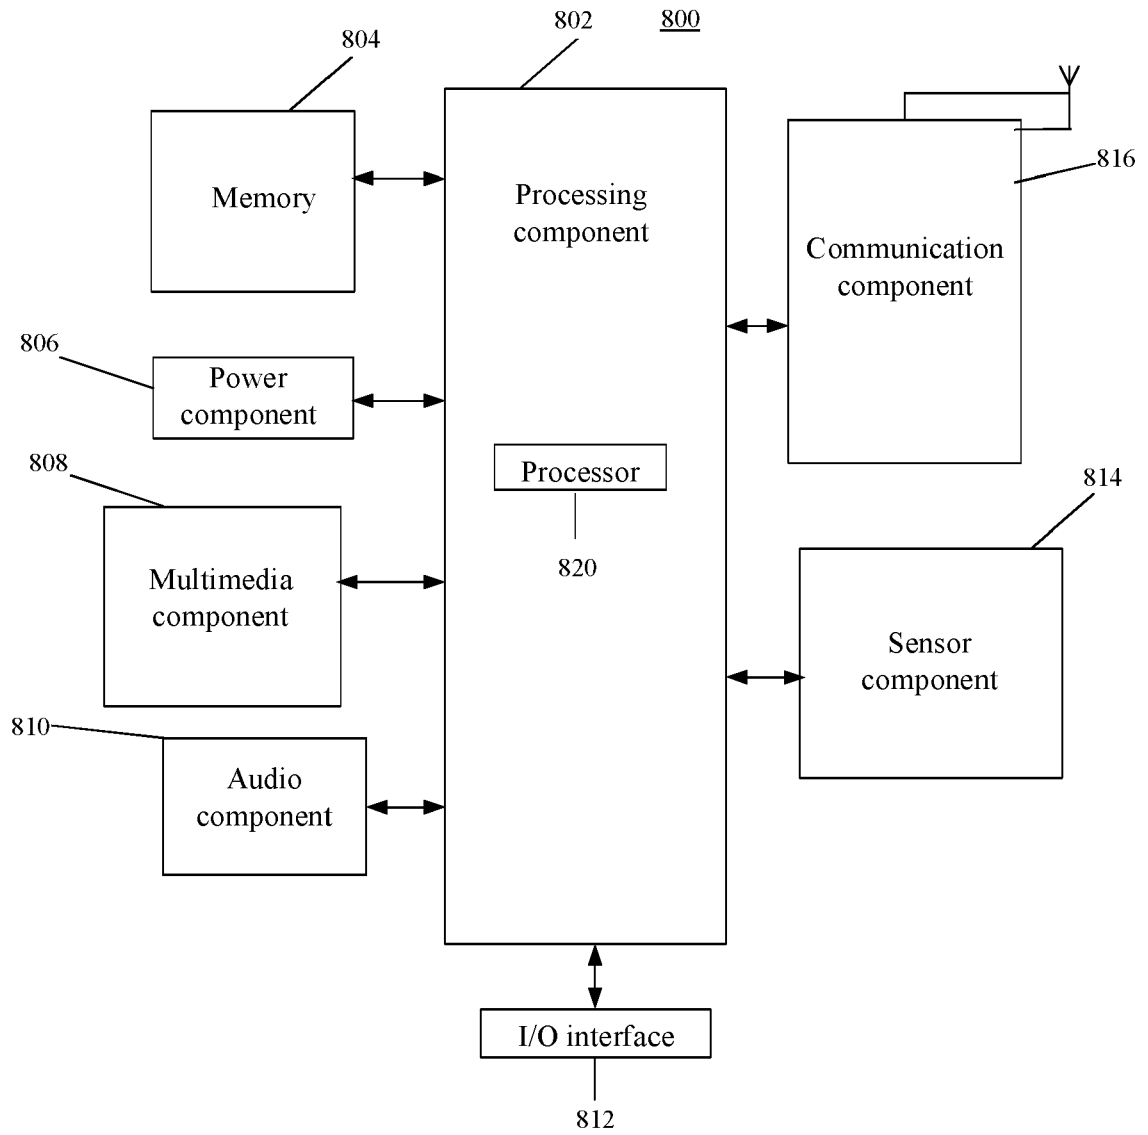 802
800
804
816
Memory
Processing
component
Communication
component
806
Power
component
808
Processor
820
814
Multimedia
component
Sensor
component
810
Audio
component
I/O interface
812